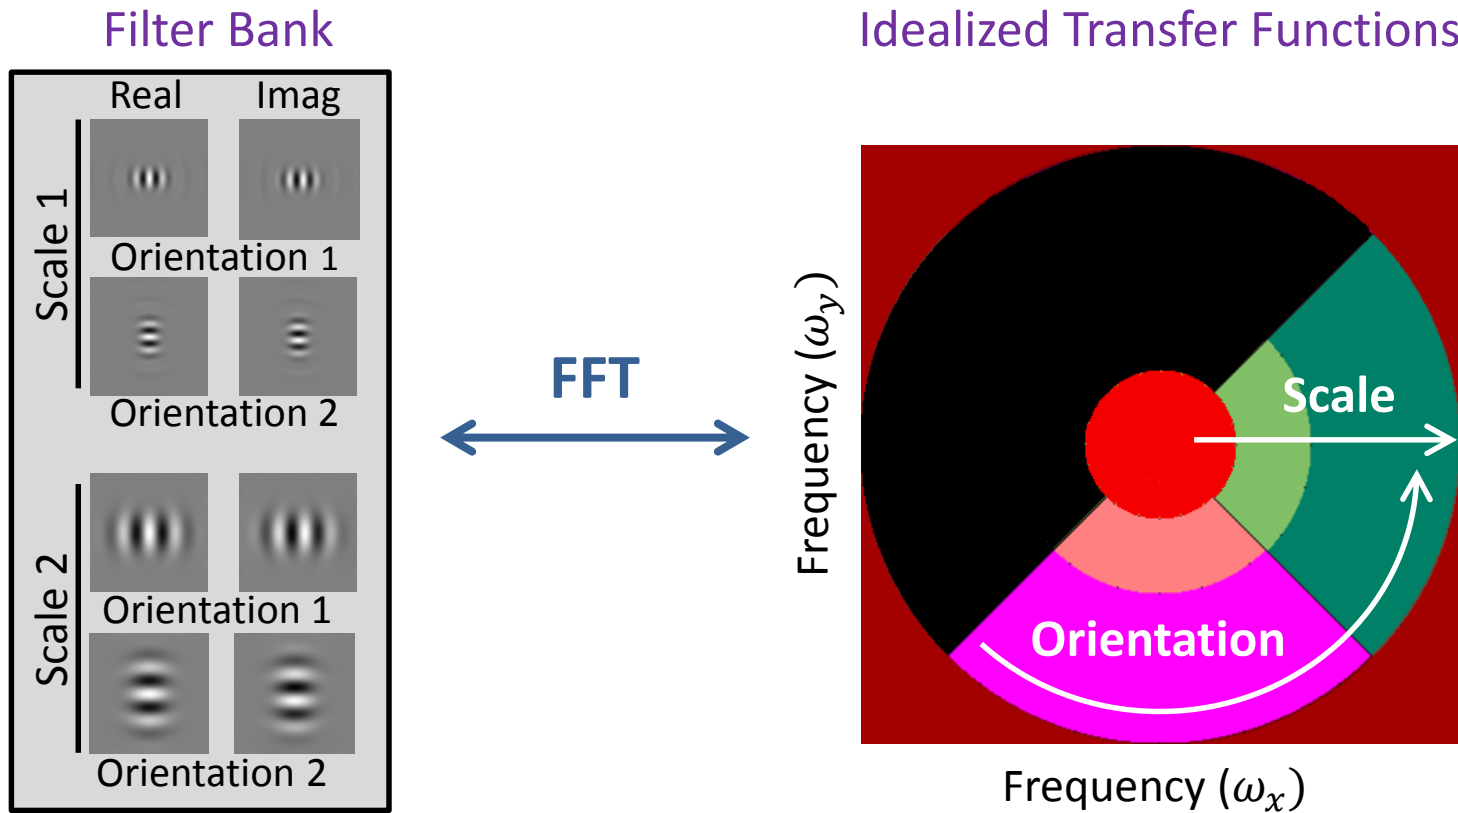 Filter Bank
Idealized Transfer Functions
Real
Imag
Scale 1
Orientation 1
Orientation 2
Scale 2
Orientation 1
Orientation 2
FFT
Frequency (ω_y)
Scale
Orientation
Frequency (ω_x)